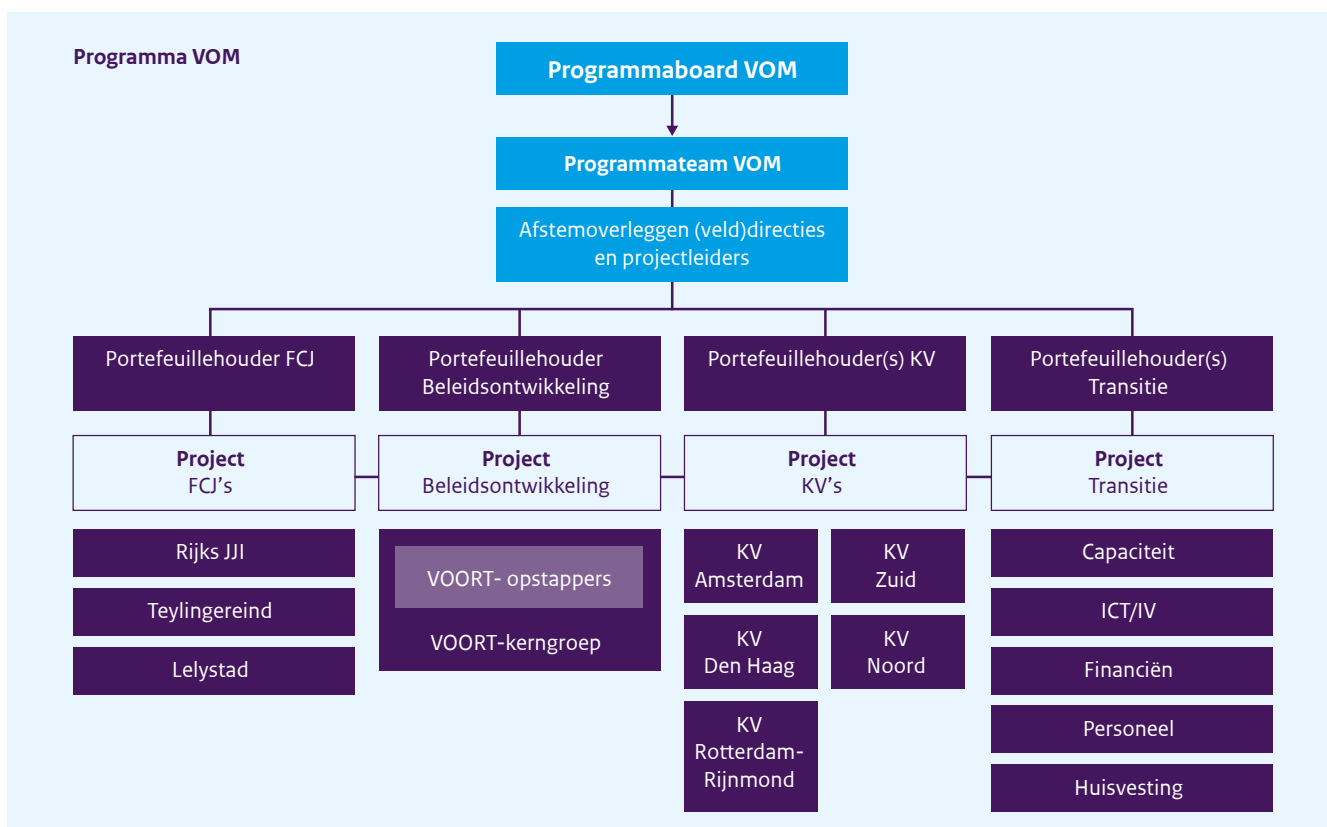 Programma VOM
Programmaboard VOM
Programmateam VOM
Afstemoverleggen (veld)directies
en projectleiders
Portefeuillehouder FCJ
Portefeuillehouder
Beleidsontwikkeling
Portefeuillehouder(s) KV
Portefeuillehouder(s)
Transitie
Project
FCJ's
Project
Beleidsontwikkeling
Project
KV's
Project
Transitie
Rijks JJI
Teylingereind
Lelystad
VOORT- opstappers
VOORT-kerngroep
KV
Amsterdam
KV
Zuid
KV
Den Haag
KV
Noord
KV
Rotterdam-
Rijnmond
Capaciteit
ICT/IV
Financiën
Personeel
Huisvesting